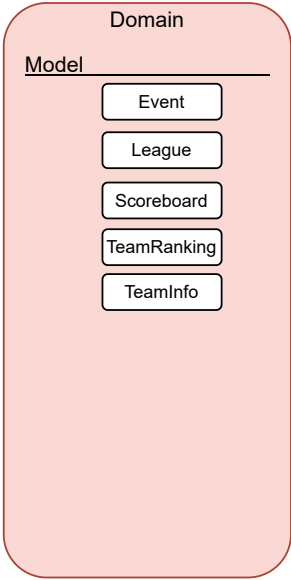 Domain
Model
Event
League
Scoreboard
TeamRanking
TeamInfo